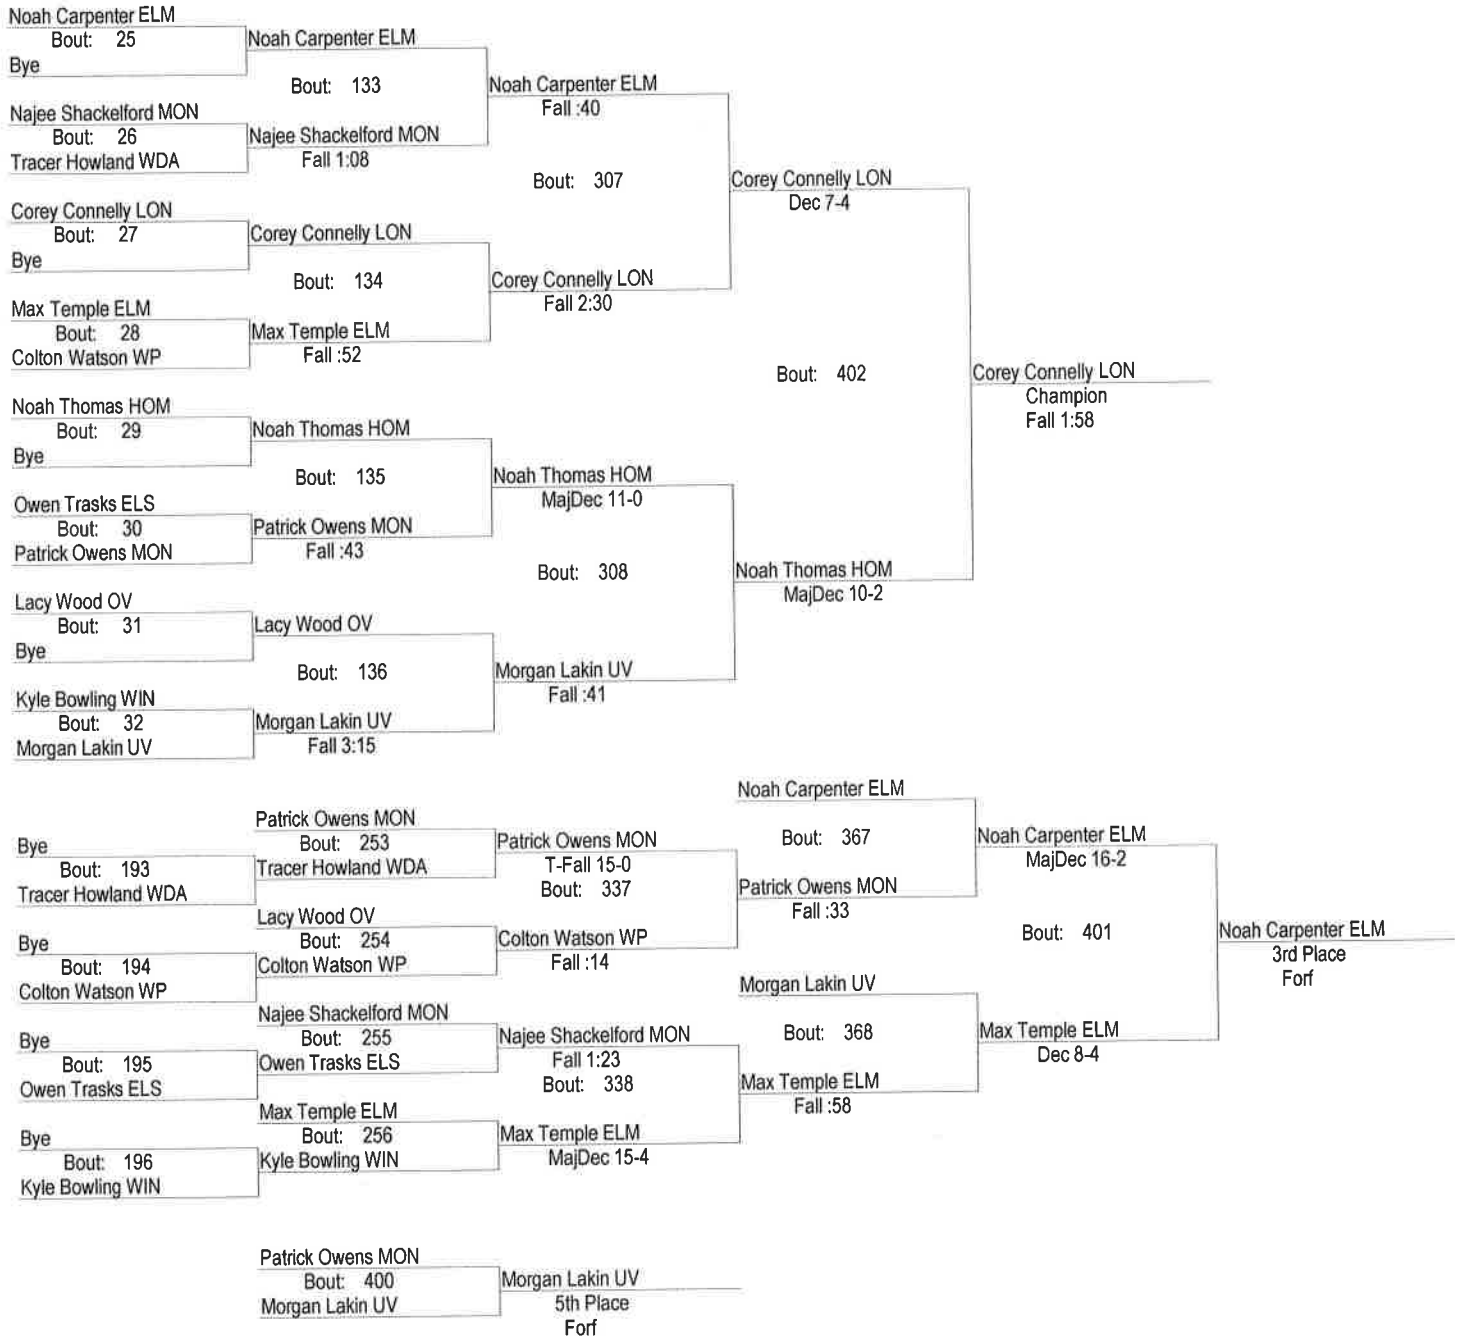 Noah Carpenter ELM
Bout: 25
Bye
Noah Carpenter ELM
Bout: 133
Najee Shackelford MON
Bout: 26
Tracer Howland WDA
Najee Shackelford MON
Fall 1:08
Noah Carpenter ELM
Fall :40
Bout: 307
Corey Connelly LON
Bout: 27
Bye
Corey Connelly LON
Bout: 134
Max Temple ELM
Bout: 28
Colton Watson WP
Max Temple ELM
Fall :52
Corey Connelly LON
Fall 2:30
Corey Connelly LON
Dec 7-4
Bout: 402
Noah Thomas HOM
Bout: 29
Bye
Noah Thomas HOM
Bout: 135
Owen Trasks ELS
Bout: 30
Patrick Owens MON
Patrick Owens MON
Fall :43
Noah Thomas HOM
MajDec 11-0
Bout: 308
Lacy Wood OV
Bout: 31
Bye
Lacy Wood OV
Bout: 136
Kyle Bowling WIN
Bout: 32
Morgan Lakin UV
Morgan Lakin UV
Fall 3:15
Morgan Lakin UV
Fall :41
Noah Thomas HOM
MajDec 10-2
Corey Connelly LON
Champion
Fall 1:58
Bye
Bout: 193
Tracer Howland WDA
Patrick Owens MON
Bout: 253
Tracer Howland WDA
Patrick Owens MON
T-Fall 15-0
Bout: 337
Bye
Bout: 194
Colton Watson WP
Lacy Wood OV
Bout: 254
Colton Watson WP
Colton Watson WP
Fall :14
Noah Carpenter ELM
Bout: 367
Patrick Owens MON
Fall :33
Noah Carpenter ELM
MajDec 16-2
Bout: 401
Bye
Bout: 195
Owen Trasks ELS
Najee Shackelford MON
Bout: 255
Owen Trasks ELS
Najee Shackelford MON
Fall 1:23
Bout: 338
Bye
Bout: 196
Kyle Bowling WIN
Max Temple ELM
Bout: 256
Kyle Bowling WIN
Max Temple ELM
MajDec 15-4
Morgan Lakin UV
Bout: 368
Max Temple ELM
Fall :58
Max Temple ELM
Dec 8-4
Noah Carpenter ELM
3rd Place
Forf
Patrick Owens MON
Bout: 400
Morgan Lakin UV
Morgan Lakin UV
5th Place
Forf